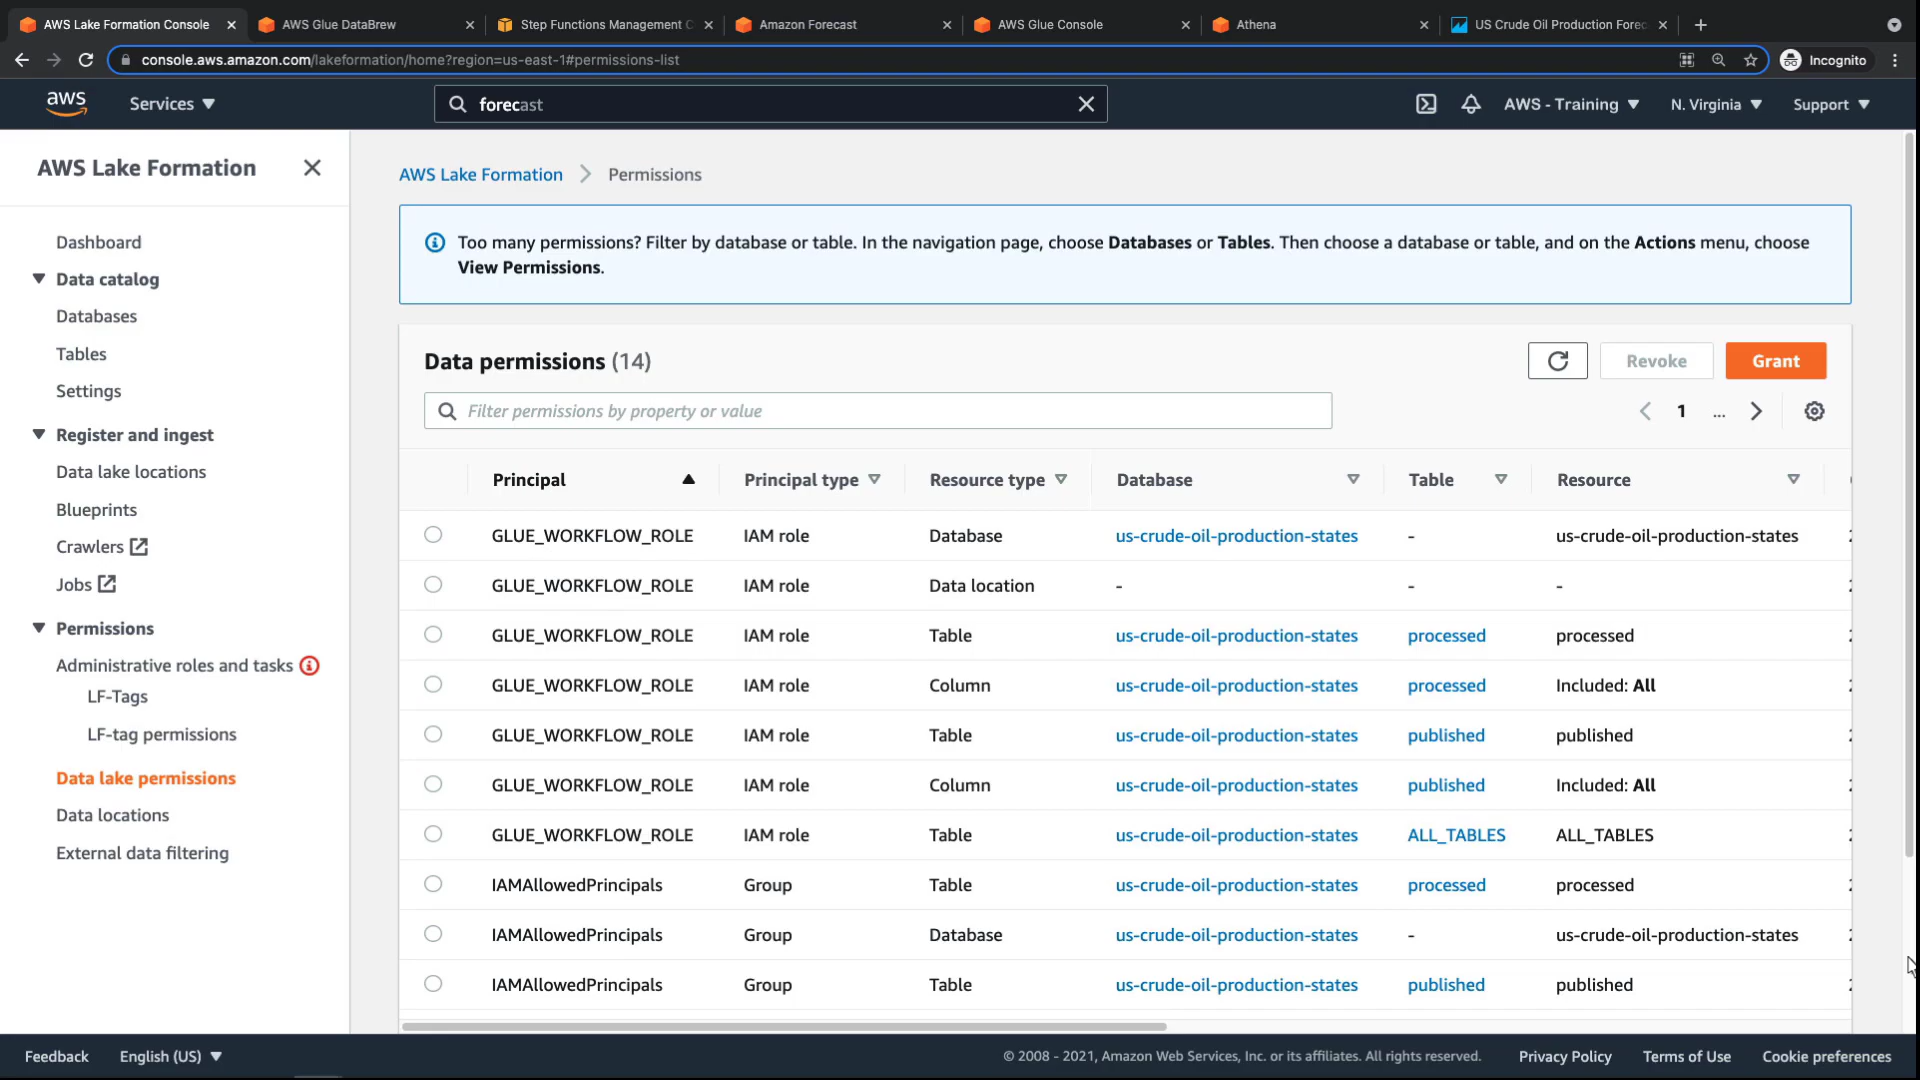 AWS Lake Formation Console
AWS Glue DataBrew
Step Functions Management C
Amazon Forecast
AWS Glue Console
Athena
US Crude Oil Production Forec
console.aws.amazon.com/lakeformation/home?region=us-east-1#permissions-list
Incognito
aws
Services
forecast
AWS - Training
N. Virginia
Support
AWS Lake Formation
Dashboard
Data catalog
Databases
Tables
Settings
Register and ingest
Data lake locations
Blueprints
Crawlers
Jobs
Permissions
Administrative roles and tasks
LF-Tags
LF-tag permissions
Data lake permissions
Data locations
External data filtering
AWS Lake Formation > Permissions
Too many permissions? Filter by database or table. In the navigation page, choose Databases or Tables. Then choose a database or table, and on the Actions menu, choose
View Permissions.
Data permissions (14)
Revoke
Grant
Filter permissions by property or value
1 ...
Principal Principal type Resource type Database Table Resource
GLUE_WORKFLOW_ROLE IAM role Database us-crude-oil-production-states - us-crude-oil-production-states
GLUE_WORKFLOW_ROLE IAM role Data location - - -
GLUE_WORKFLOW_ROLE IAM role Table us-crude-oil-production-states processed processed
GLUE_WORKFLOW_ROLE IAM role Column us-crude-oil-production-states processed Included: All
GLUE_WORKFLOW_ROLE IAM role Table us-crude-oil-production-states published published
GLUE_WORKFLOW_ROLE IAM role Column us-crude-oil-production-states published Included: All
GLUE_WORKFLOW_ROLE IAM role Table us-crude-oil-production-states ALL_TABLES ALL_TABLES
IAMAllowedPrincipals Group Table us-crude-oil-production-states processed processed
IAMAllowedPrincipals Group Database us-crude-oil-production-states - us-crude-oil-production-states
IAMAllowedPrincipals Group Table us-crude-oil-production-states published published
Feedback
English (US)
© 2008 - 2021, Amazon Web Services, Inc. or its affiliates. All rights reserved.
Privacy Policy
Terms of Use
Cookie preferences